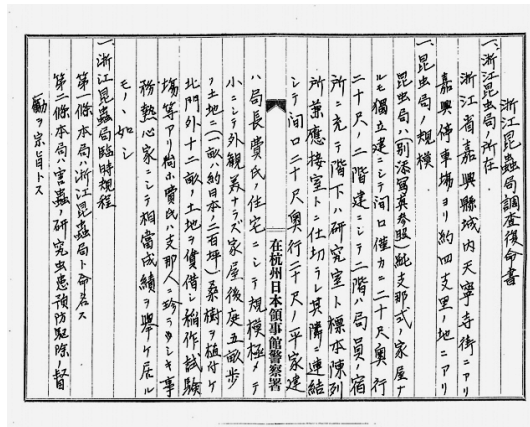 浙江昆蟲局調査復命書
一、浙江昆虫局ノ所在
浙江省嘉興縣城内天寧寺街ニアリ
嘉興停車場ヨリ約四支里ノ地ニアリ
一、昆虫局ノ規模
昆虫局ハ(別添寫真参照)純支那式ノ家屋ナ
ルモ獨立建ニシテ間口僅カニ二十尺奥行
二十尺ノ二階建ニシテ二階ハ局員ノ宿
所ニ充テ階下ハ研究室ト標本陳列
所兼應接室トニ仕切ラレ其隣ニ連結
シテ間口二十尺奥行二十尺ノ平家建
在杭州日本領事館警察署
ハ局長費氏ノ住宅ニシテ規模極メテ
小ニシテ外觀美ナラズ家屋後庭五畝歩
ノ土地ニ(一畝ハ約日本ノ二百坪)桑樹ヲ植付ケ
北門外十二畝ノ土地ヲ賃借シ稲作試験
場等アリ尚ホ費氏ハ支那人ニ珍ラシキ事
務熱心家ニシテ相當成績ヲ擧ケ居ル
モノヽ如シ
一、浙江昆蟲局臨時規程
第一條本局ハ浙江昆蟲局ト命名ス
第二條本局ハ害蟲ノ研究虫患預防駆除ノ督
勵ヲ宗旨トス